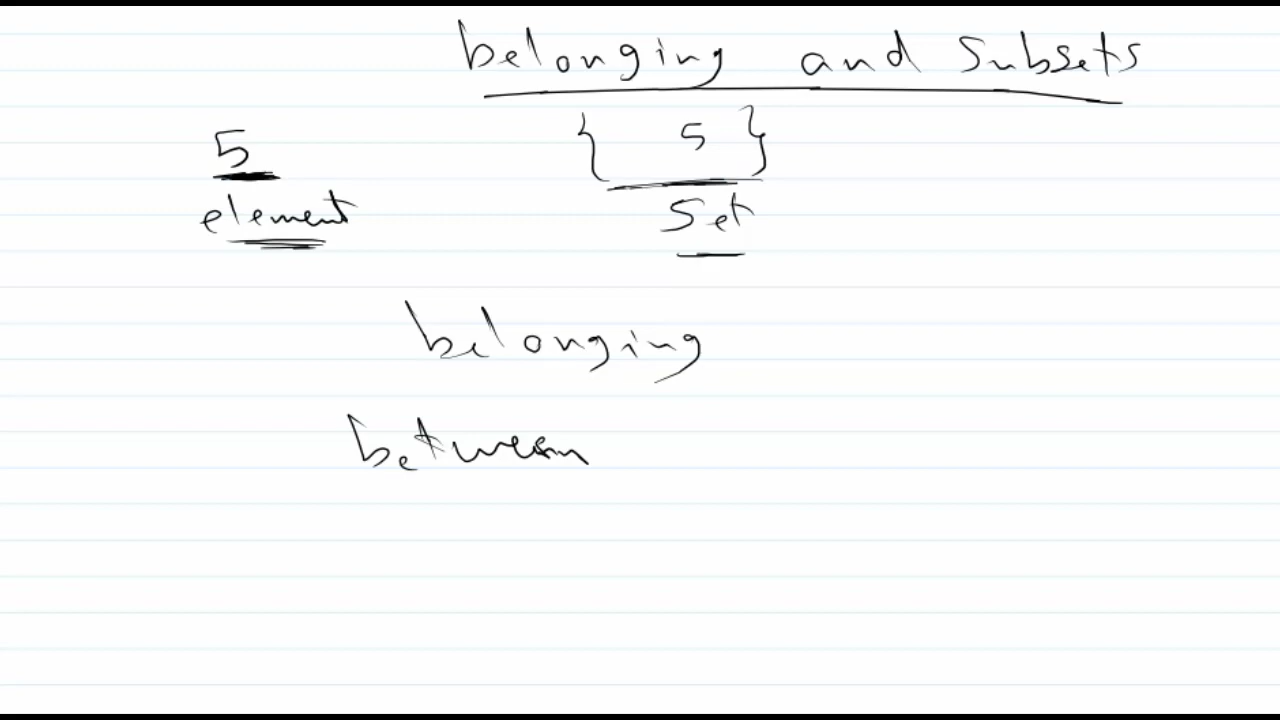 belonging and Subsets
5 { 5 }
element Set
belonging
between